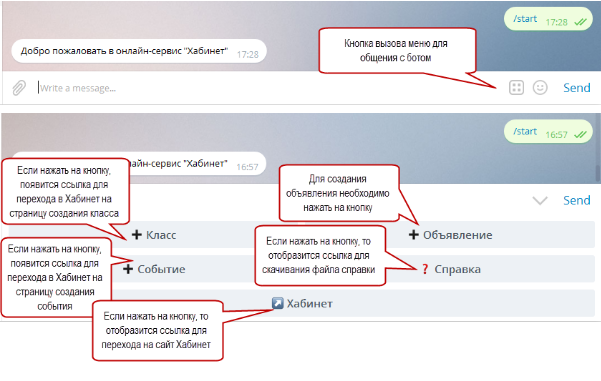 /start 17:28
Добро пожаловать в онлайн-сервис "Хабинет" 17:28
Кнопка вызова меню для
общения с ботом
Write a message...
Send
/start 16:57
нлайн-сервис "Хабинет" 16:57
Если нажать на кнопку,
появится ссылка для
перехода в Хабинет на
страницу создания класса
Для создания
объявления необходимо
нажать на кнопку
Send
Класс
Объявление
Если нажать на кнопку,
появится ссылка для
перехода в Хабинет на
страницу создания
события
Если нажать на кнопку, то
отобразится ссылка для
скачивания файла справки
Событие
? Справка
Если нажать на кнопку, то
отобразится ссылка для
перехода на сайт Хабинет
Хабинет